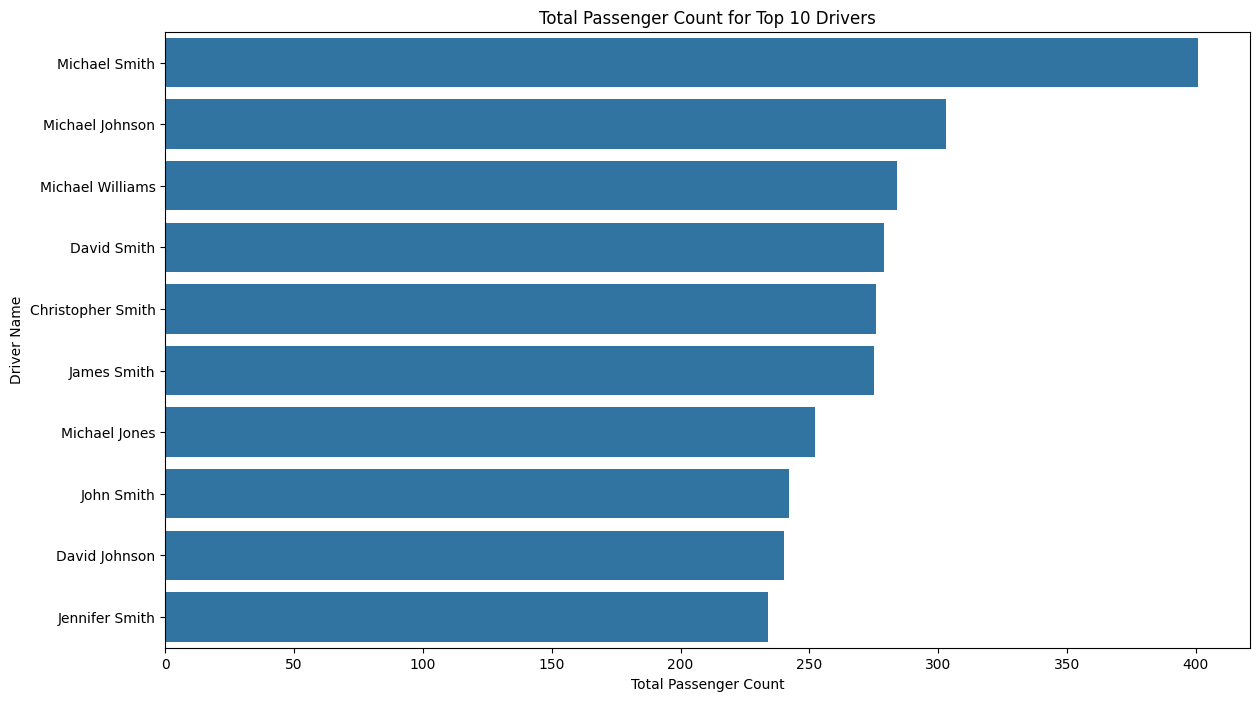 Total Passenger Count for Top 10 Drivers
Driver Name
Michael Smith
Michael Johnson
Michael Williams
David Smith
Christopher Smith
James Smith
Michael Jones
John Smith
David Johnson
Jennifer Smith
0 50 100 150 200 250 300 350 400
Total Passenger Count